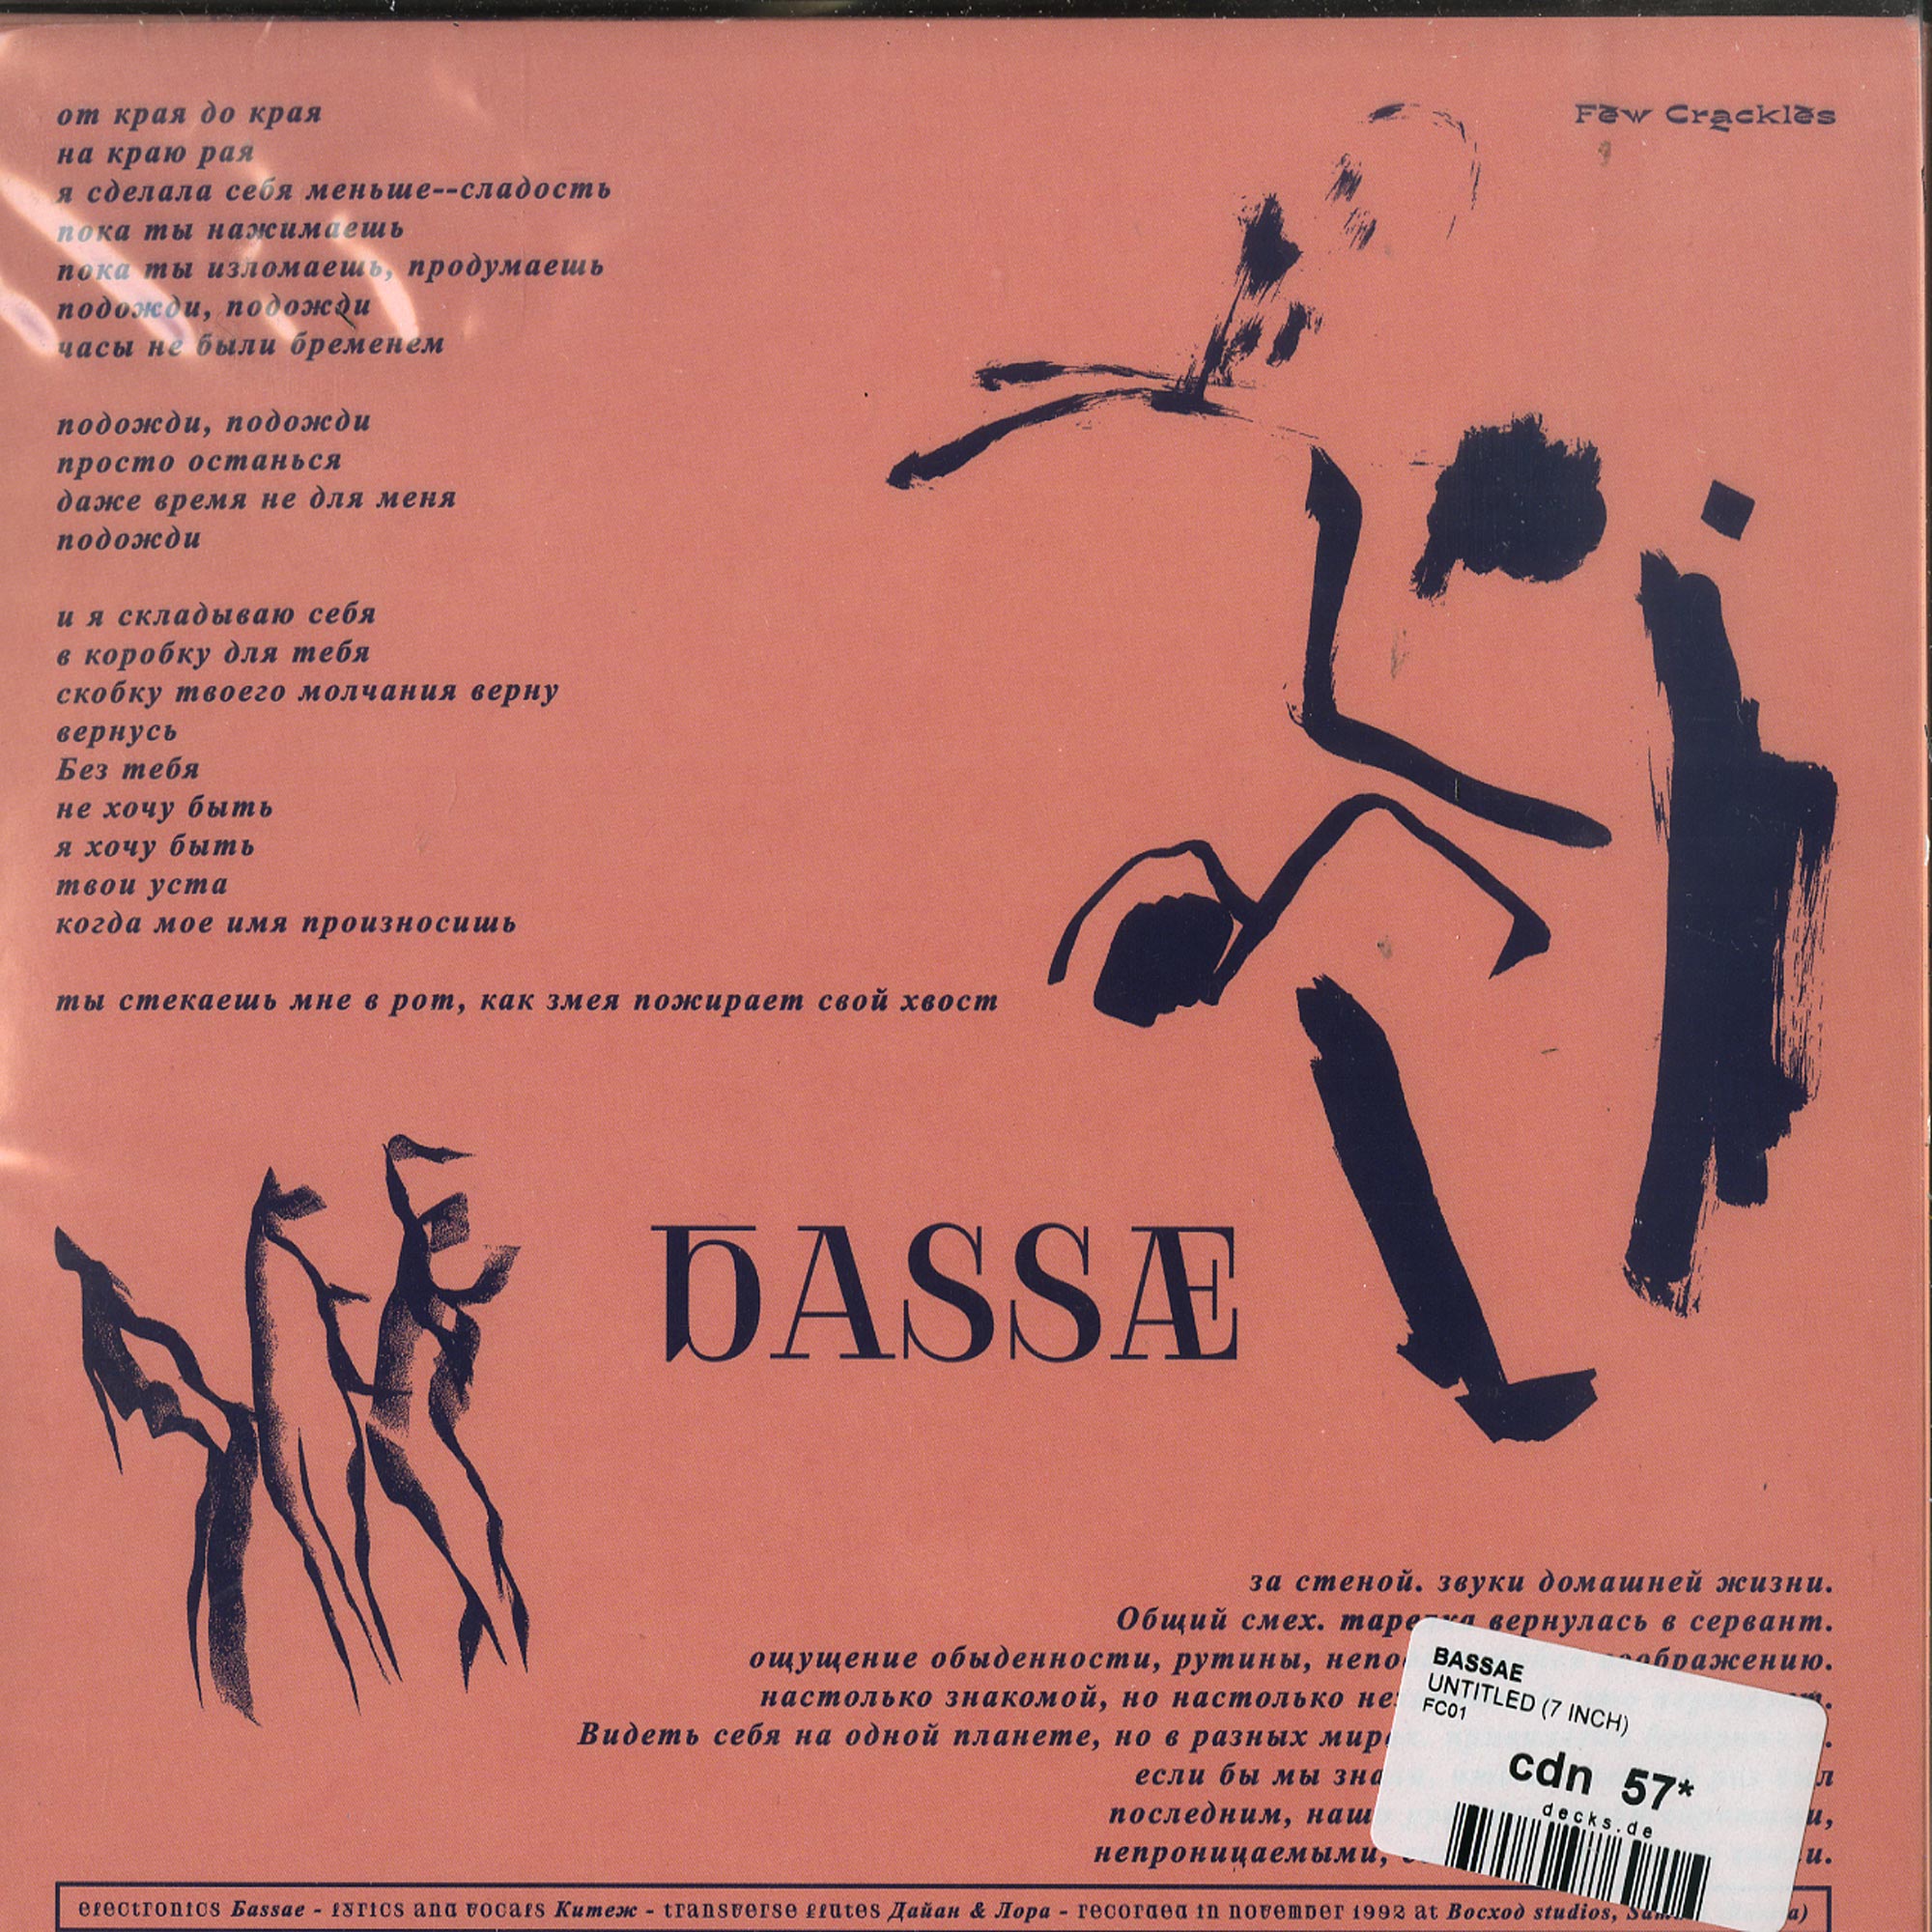 от края до края
на краю рая
я сделала себя меньше--сладость
пока ты нажимаешь
пока ты изломаешь, продумаешь
подожди, подожди
часы не были бременем
подожди, подожди
просто останься
даже время не для меня
подожди
и я складываю себя
в коробку для тебя
скобку твоего молчания верну
вернусь
Без тебя
не хочу быть
я хочу быть
твои уста
когда мое имя произносишь
ты стекаешь мне в рот, как змея пожирает свой хвост
Few Crackles
БASSÆ
за стеной. звуки домашней жизни.
Общий смех. тарелка вернулась в сервант.
ощущение обыденности, рутины,
настолько знакомой, но настолько
Видеть себя на одной планете, но в разных
если бы мы
последним,
непроницаемыми,
BASSAE
UNTITLED (7 INCH)
FC01
cdn 57*
decks.de
electronics Бassae - lyrics and vocals Китеж - transverse flutes Дайан & Лора - recorded in november 1992 at Восход studios,